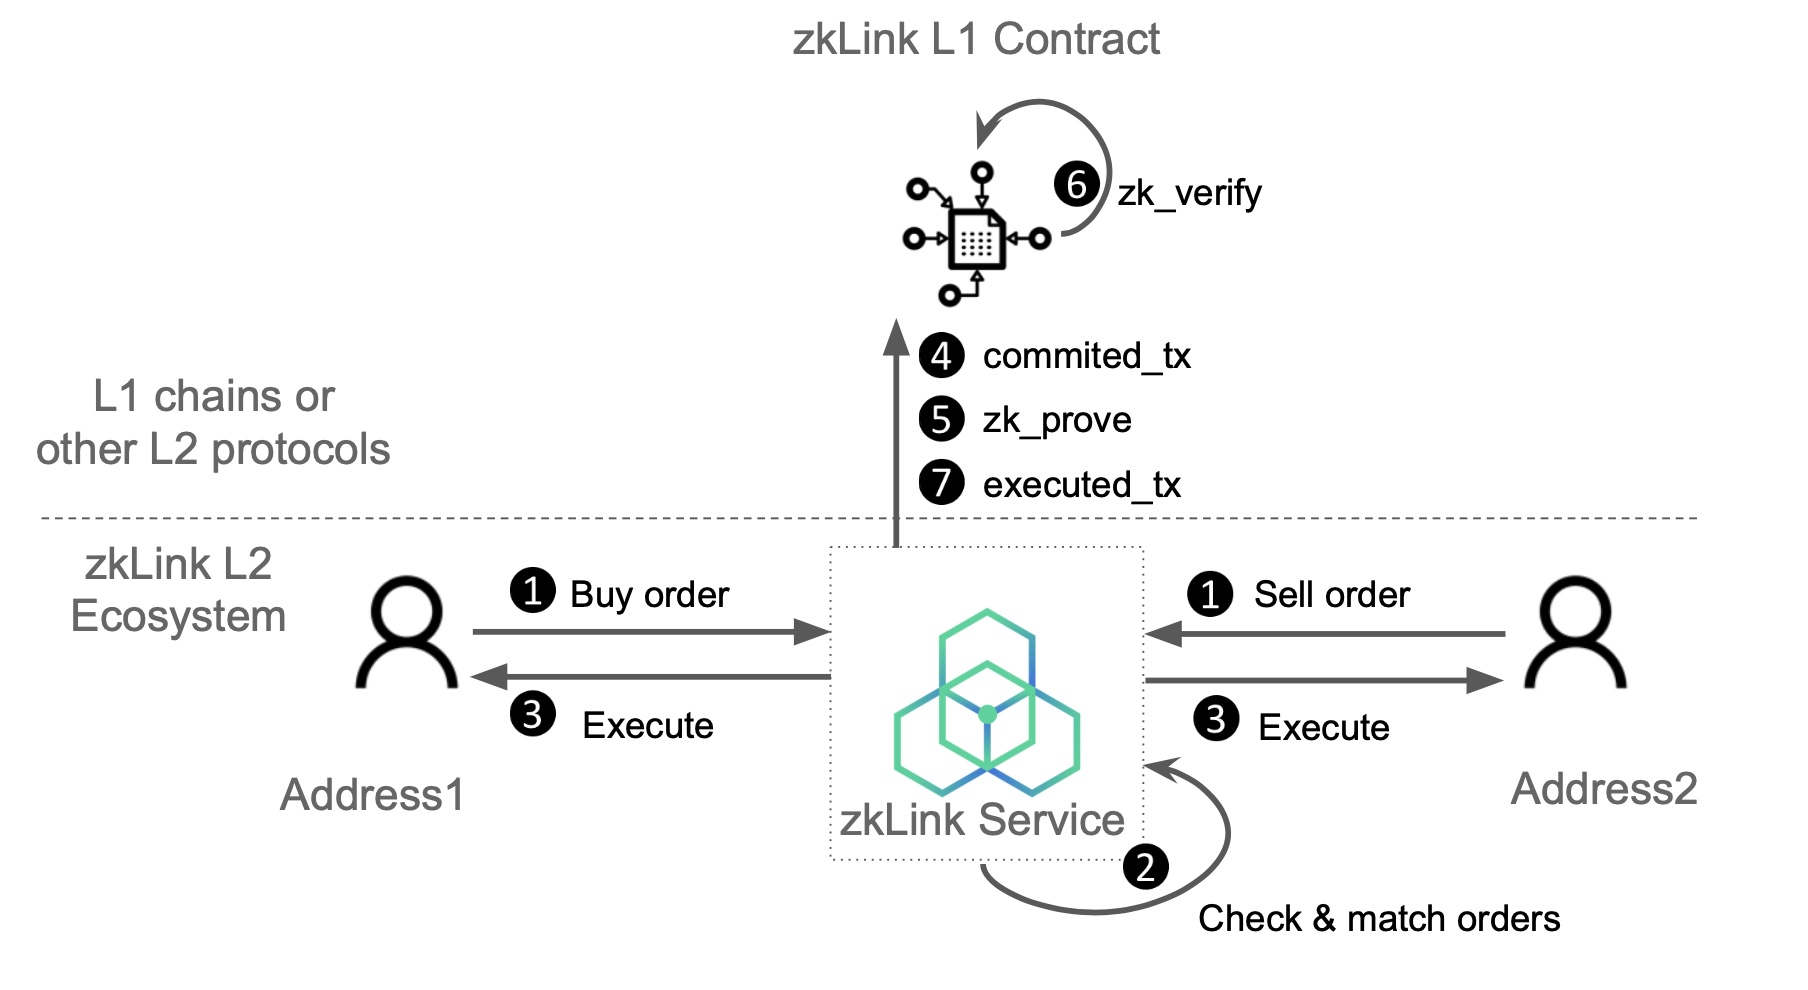 zkLink L1 Contract
6 zk_verify
4 commited_tx
L1 chains or
other L2 protocols
5 zk_prove
7 executed_tx
zkLink L2
Ecosystem
1 Buy order
1 Sell order
3 Execute
3 Execute
Address1
Address2
zkLink Service
2
Check & match orders